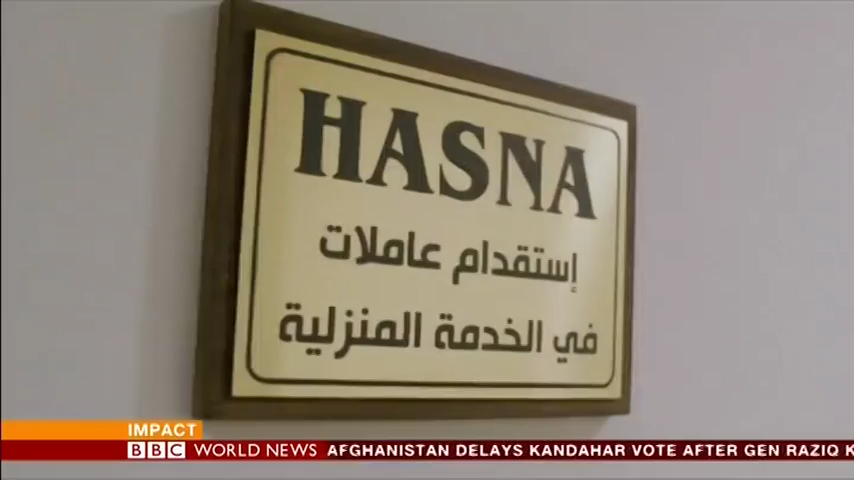 HASNA
إستقدام عاملات
في الخدمة المنزلية
IMPACT
BBC WORLD NEWS AFGHANISTAN DELAYS KANDAHAR VOTE AFTER GEN RAZIQ K